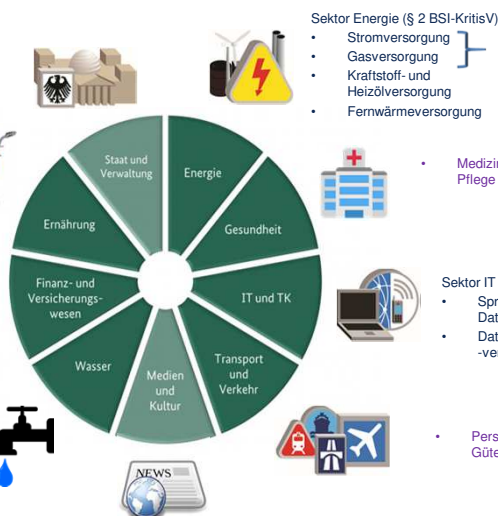 Sektor Energie (§ 2 BSI-KritisV)
• Stromversorgung
• Gasversorgung
• Kraftstoff- und
Heizölversorgung
• Fernwärmeversorgung
Staat und
Verwaltung
Energie
Gesundheit
IT und TK
Transport
und
Verkehr
Medien
und
Kultur
Wasser
Finanz- und
Versicherungs-
wesen
Ernährung
•
Pflege
Sektor IT
•
•
•
NEWS